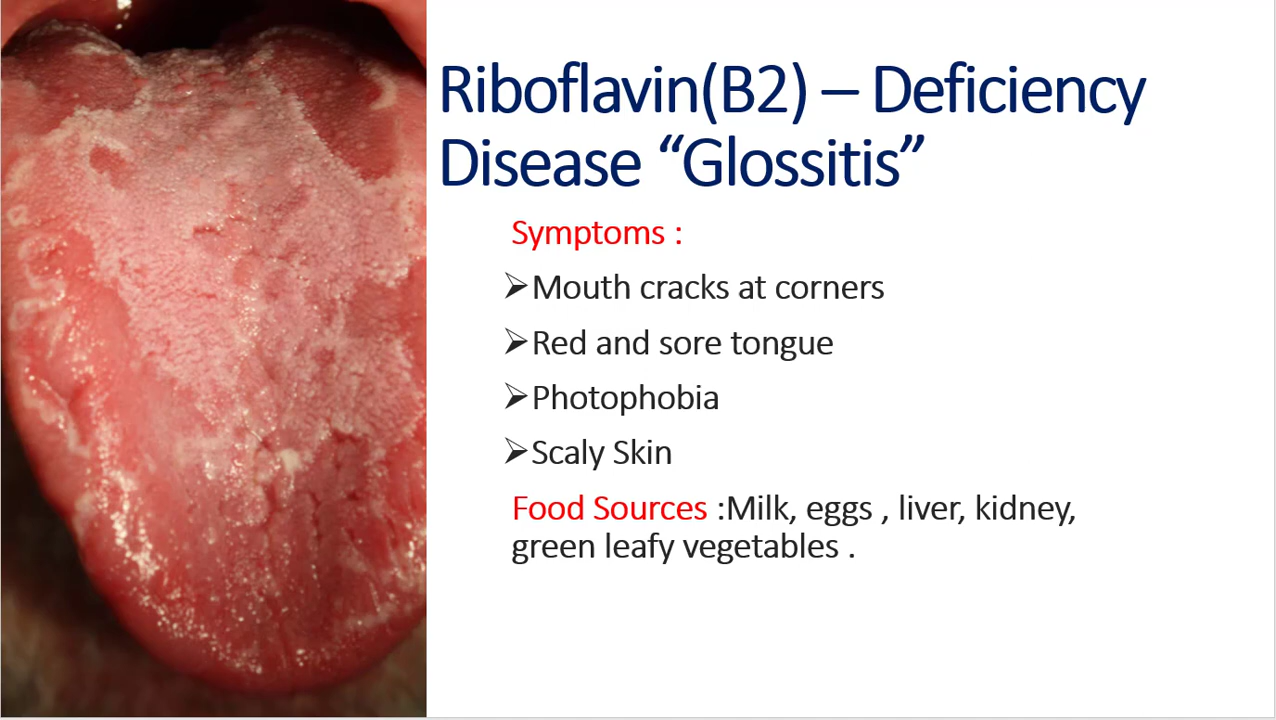 Riboflavin(B2) – Deficiency
Disease “Glossitis”
Symptoms :
➢Mouth cracks at corners
➢Red and sore tongue
➢Photophobia
➢Scaly Skin
Food Sources :Milk, eggs , liver, kidney,
green leafy vegetables .